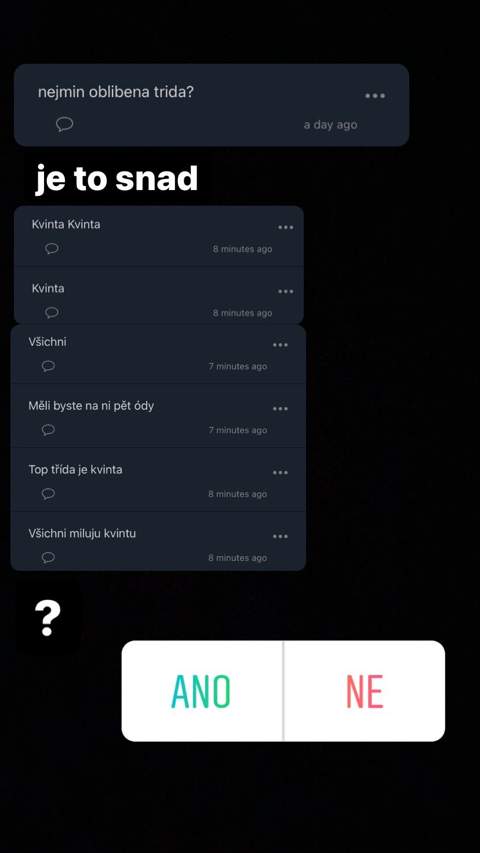 nejmin oblibena trida?
a day ago
je to snad
Kvinta Kvinta
8 minutes ago
Kvinta
8 minutes ago
Všichni
7 minutes ago
Měli byste na ni pět ódy
7 minutes ago
Top třída je kvinta
8 minutes ago
Všichni miluju kvintu
8 minutes ago
?
ANO NE